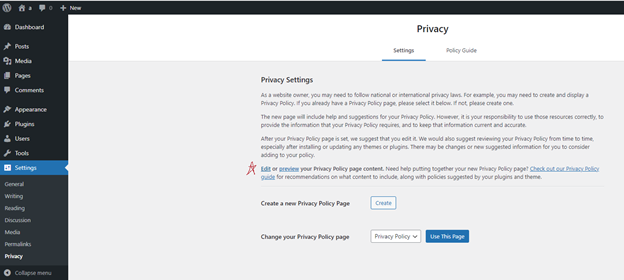 a 0 New
Privacy
Settings Policy Guide
Dashboard
Posts
Media
Pages
Comments
Appearance
Plugins
Users
Tools
Settings
General
Writing
Reading
Discussion
Media
Permalinks
Privacy
Collapse menu
Privacy Settings
As a website owner, you may need to follow national or international privacy laws. For example, you may need to create and display a
Privacy Policy. If you already have a Privacy Policy page, please select it below. If not, please create one.
The new page will include help and suggestions for your Privacy Policy. However, it is your responsibility to use those resources correctly, to
provide the information that your Privacy Policy requires, and to keep that information current and accurate.
After your Privacy Policy page is set, we suggest that you edit it. We would also suggest reviewing your Privacy Policy from time to time,
especially after installing or updating any themes or plugins. There may be changes or new suggested information for you to consider
adding to your policy.
Edit or preview your Privacy Policy page content. Need help putting together your new Privacy Policy page? Check out our Privacy Policy
guide for recommendations on what content to include, along with policies suggested by your plugins and theme.
Create a new Privacy Policy Page Create
Change your Privacy Policy page Privacy Policy Use This Page